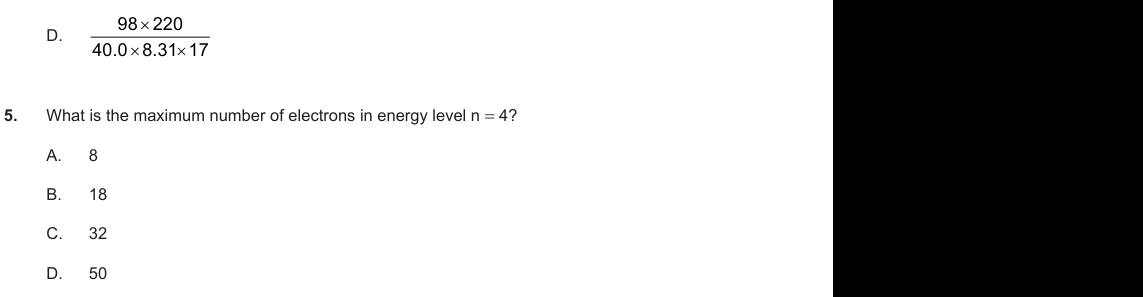 D. 98 × 220
40.0 × 8.31 × 17
5. What is the maximum number of electrons in energy level n = 4?
A. 8
B. 18
C. 32
D. 50